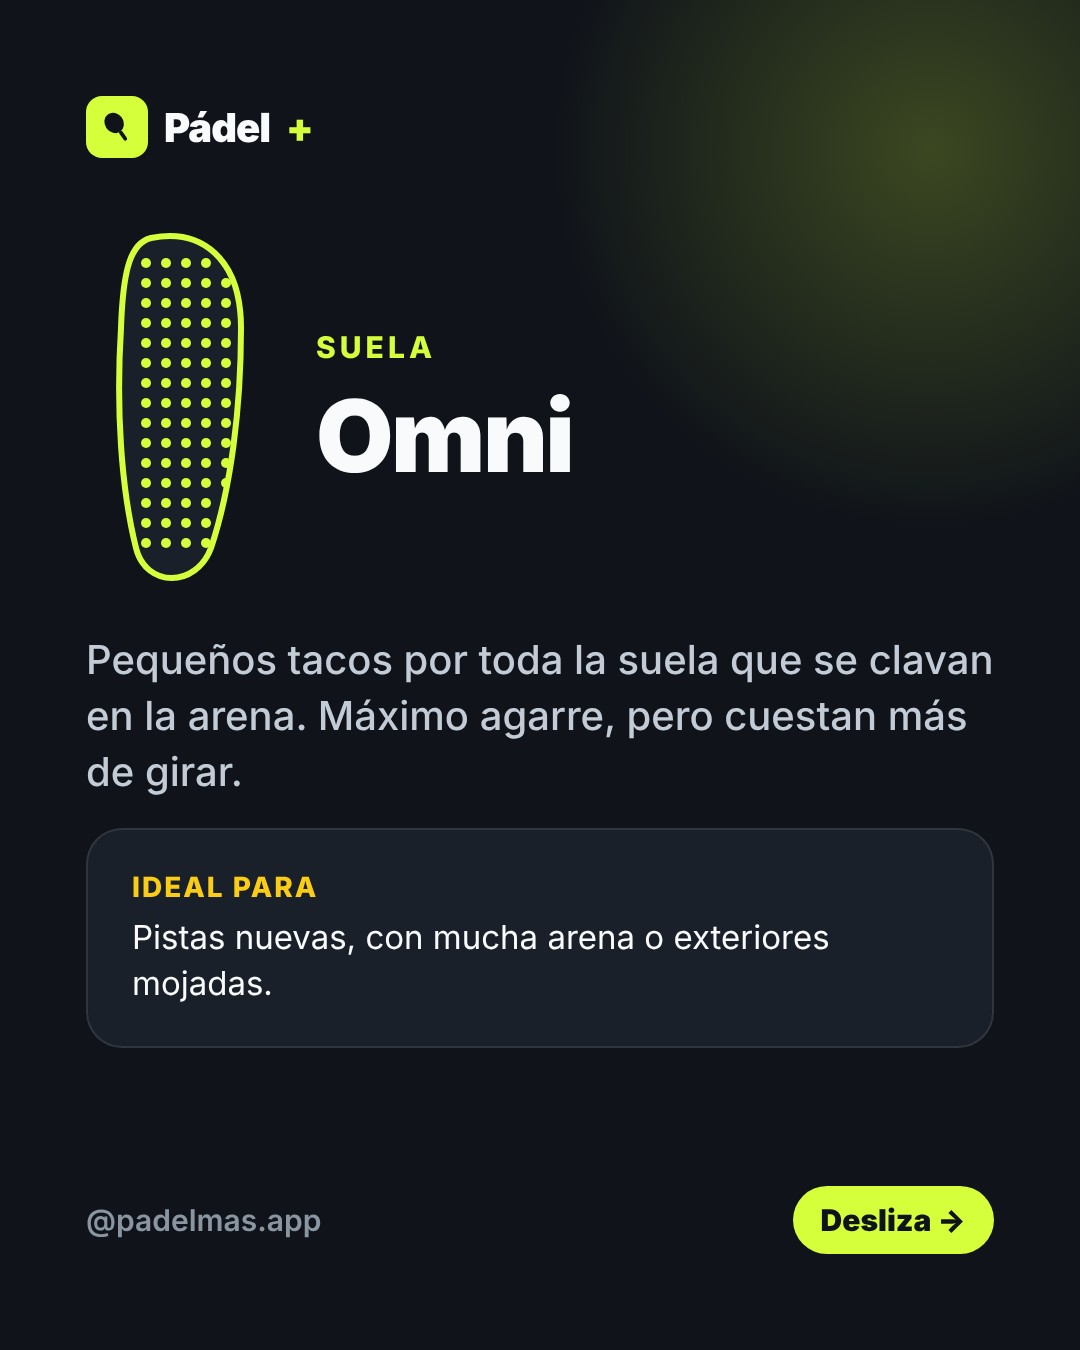 Pádel +
SUELA
Omni
Pequeños tacos por toda la suela que se clavan
en la arena. Máximo agarre, pero cuestan más
de girar.
IDEAL PARA
Pistas nuevas, con mucha arena o exteriores
mojadas.
@padelmas.app
Desliza →